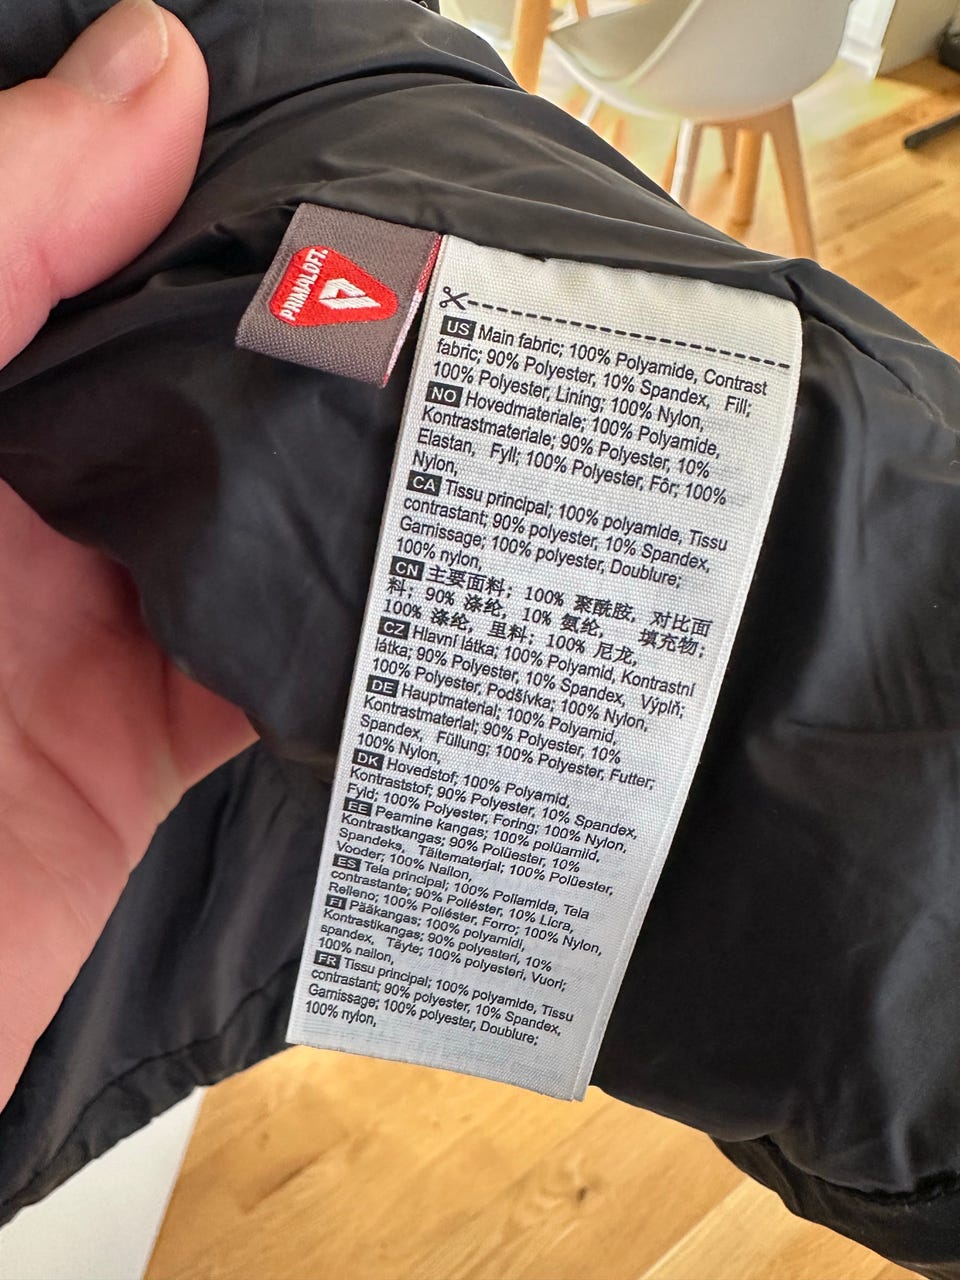 PRIMALOFT.
US Main fabric; 100% Polyamide, Contrast
fabric; 90% Polyester, 10% Spandex, Fill;
100% Polyester, Lining; 100% Nylon,
NO Hovedmateriale; 100% Polyamide,
Kontrastmateriale; 90% Polyester, 10%
Elastan, Fyll; 100% Polyester, Fôr; 100%
Nylon,
CA Tissu principal; 100% polyamide, Tissu
contrastant; 90% polyester, 10% Spandex,
Garnissage; 100% polyester, Doublure;
100% nylon,
CN 主要面料; 100% 聚酰胺, 对比面
料; 90% 涤纶, 10% 氨纶, 填充物;
100% 涤纶, 里料; 100% 尼龙,
CZ Hlavní látka; 100% Polyamid, Kontrastní
látka; 90% Polyester, 10% Spandex, Výplň;
100% Polyester, Podšívka; 100% Nylon,
DE Hauptmaterial; 100% Polyamid,
Kontrastmaterial; 90% Polyester, 10%
Spandex, Füllung; 100% Polyester, Futter;
100% Nylon,
DK Hovedstof; 100% Polyamid,
Kontraststof; 90% Polyester, 10% Spandex,
Fyld; 100% Polyester, Foring; 100% Nylon,
EE Peamine kangas; 100% polüamiid,
Kontrastkangas; 90% Polüester, 10%
Spandeks, Täitematerjal; 100% Polüester,
Vooder; 100% Nailon,
ES Tela principal; 100% Poliamida, Tela
contrastante; 90% Poliéster, 10% Licra,
Relleno; 100% Poliéster, Forro; 100% Nylon,
FI Pääkangas; 100% polyamidi,
Kontrastikangas; 90% polyesteri, 10%
spandex, Täyte; 100% polyesteri, Vuori;
100% nailon,
FR Tissu principal; 100% polyamide, Tissu
contrastant; 90% polyester, 10% Spandex,
Garnissage; 100% polyester, Doublure;
100% nylon,